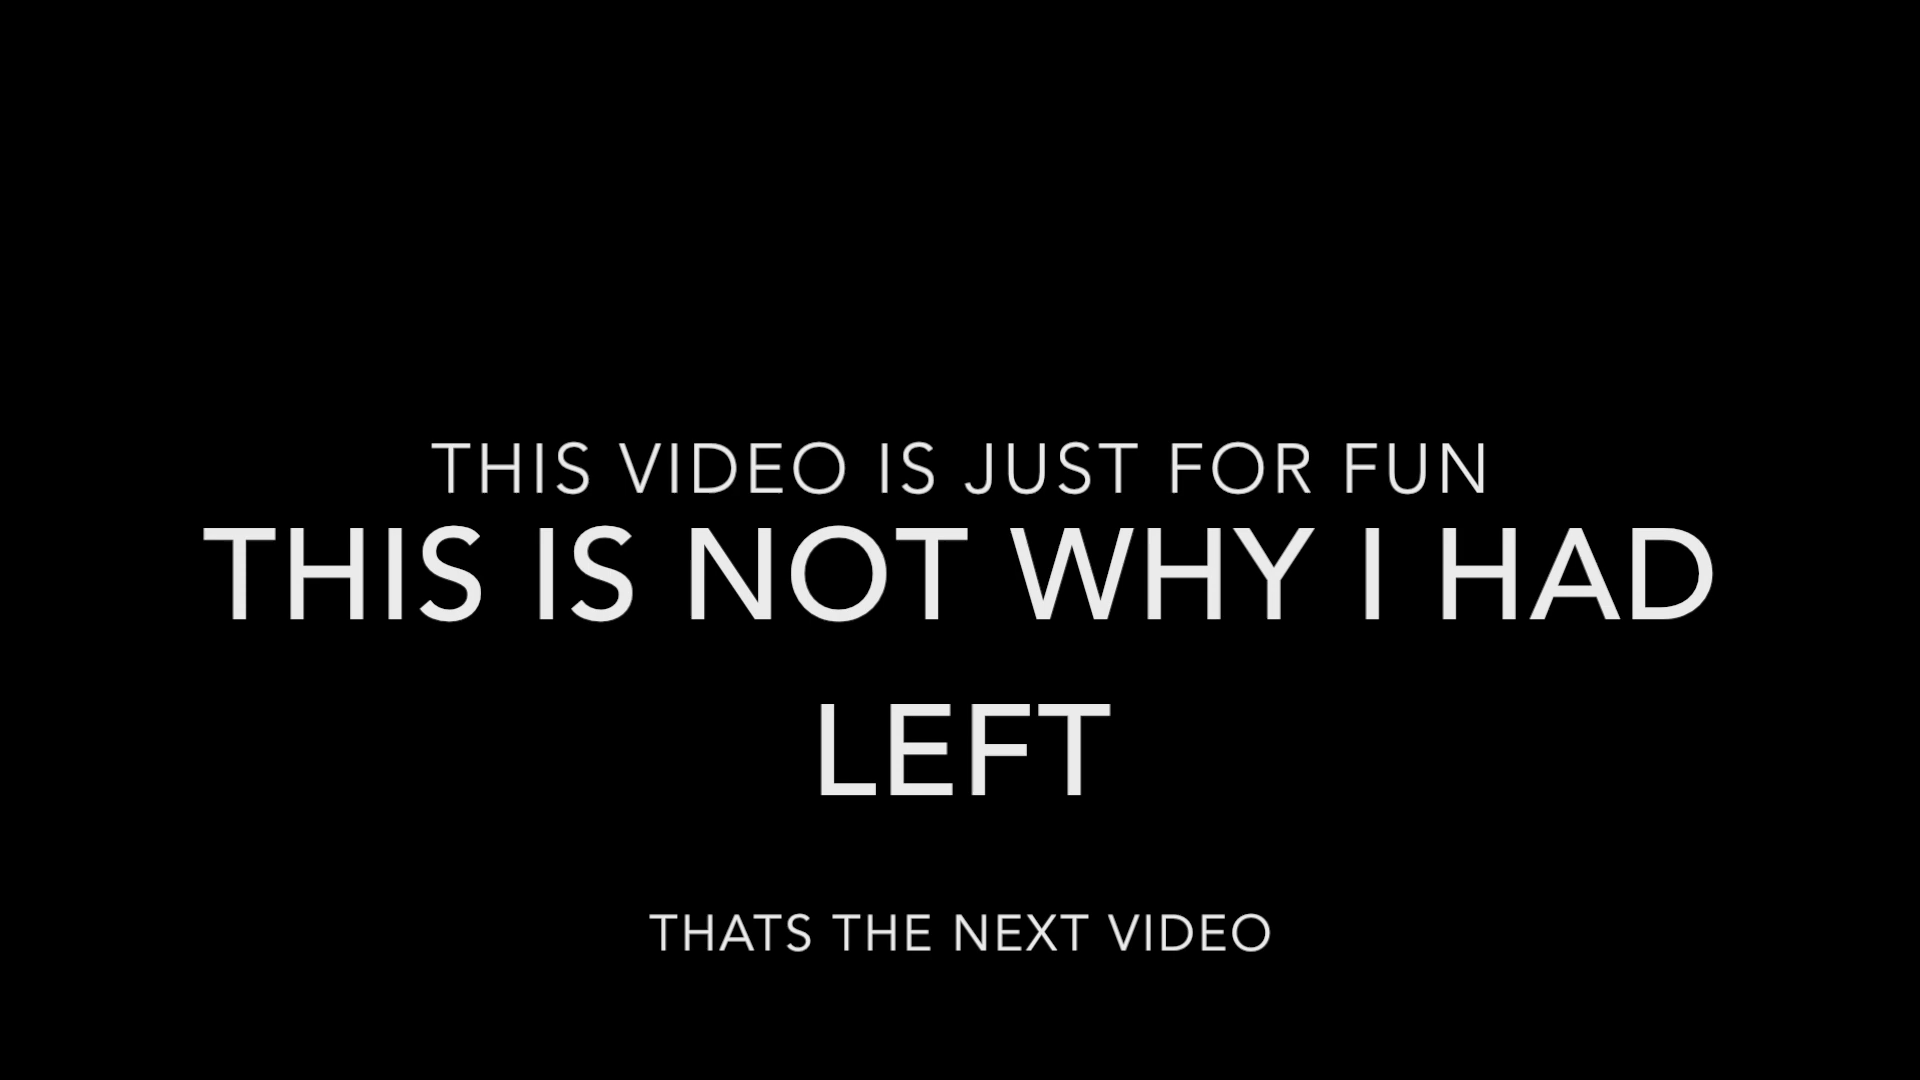 THIS VIDEO IS JUST FOR FUN
THIS IS NOT WHY I HAD
LEFT
THATS THE NEXT VIDEO